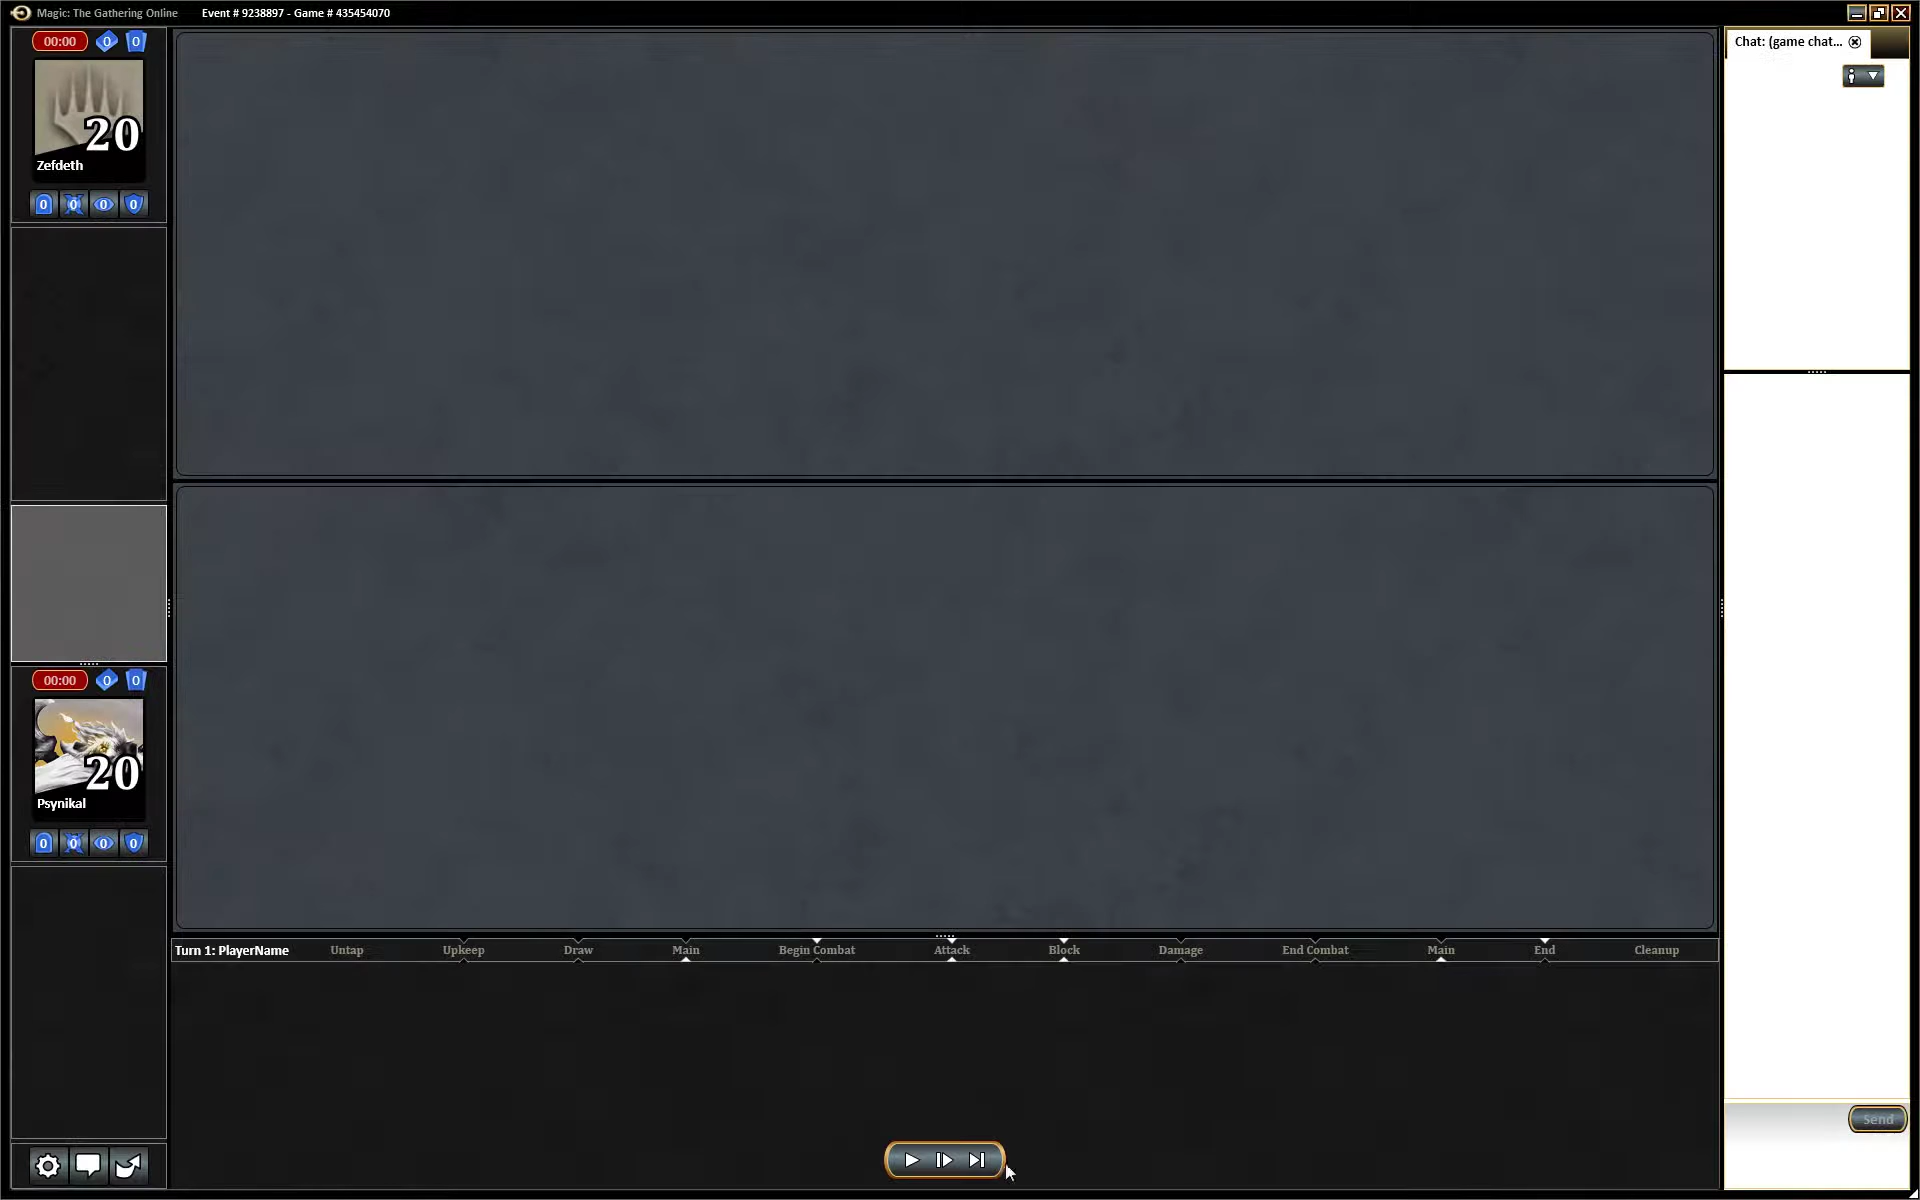 Magic: The Gathering Online Event # 9238897 - Game # 435454070
00:00 0 0
20
Zefdeth
0 0 0 0
Chat: (game chat...
00:00 0 0
20
Psynikal
0 0 0 0
Turn 1: PlayerName Untap Upkeep Draw Main Begin Combat Attack Block Damage End Combat Main End Cleanup
Send